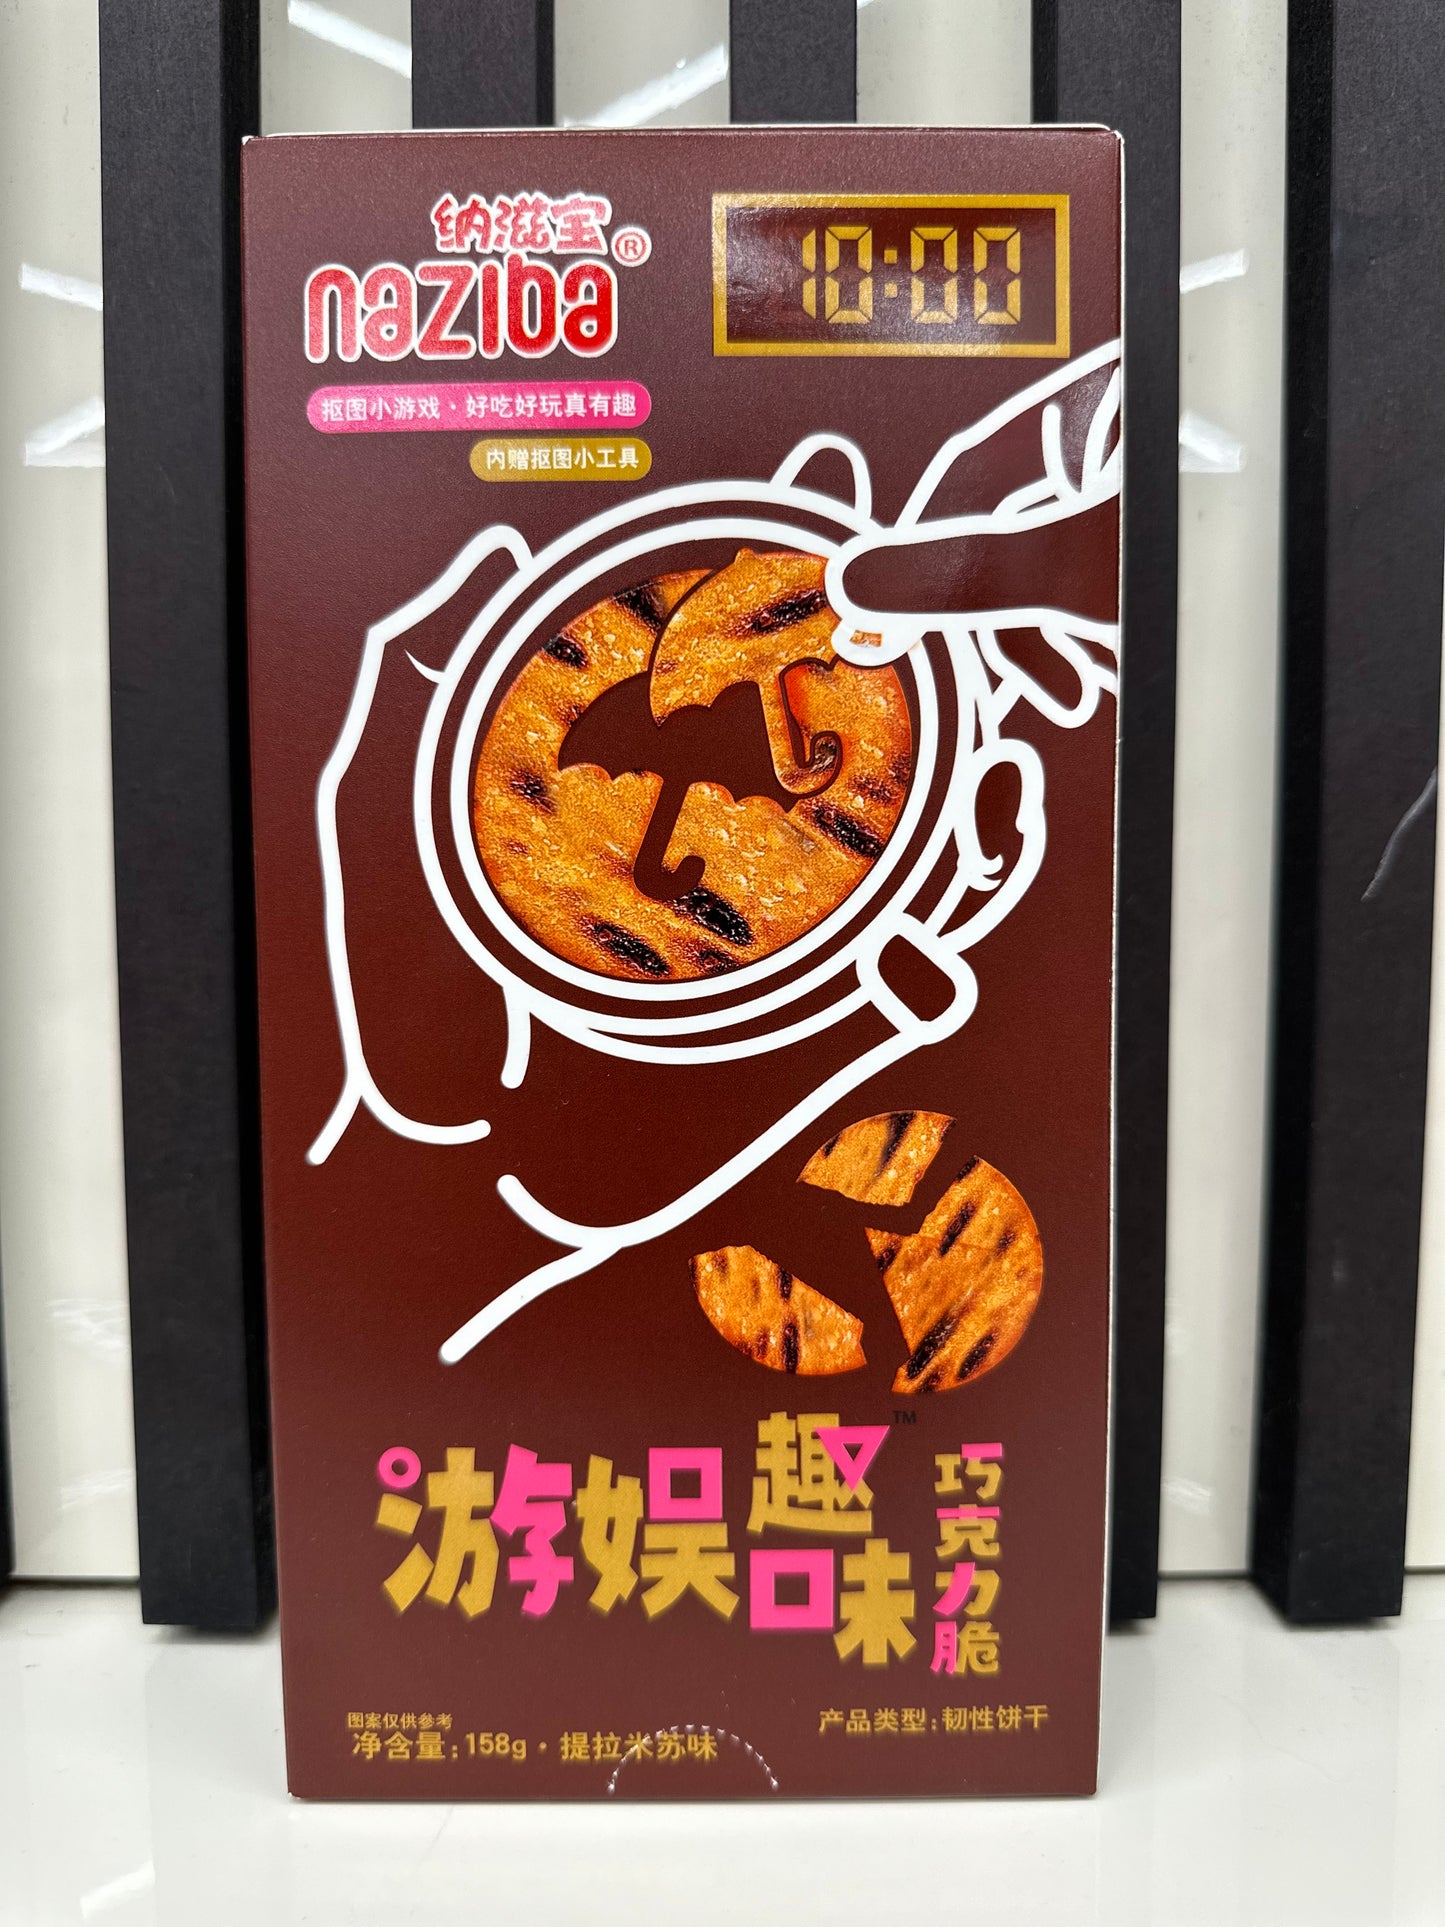 纳滋宝®
naziba
10:00
抠图小游戏·好吃好玩真有趣
内赠抠图小工具
游娱趣味™
巧克力脆
图案仅供参考
净含量:158g·提拉米苏味
产品类型:韧性饼干